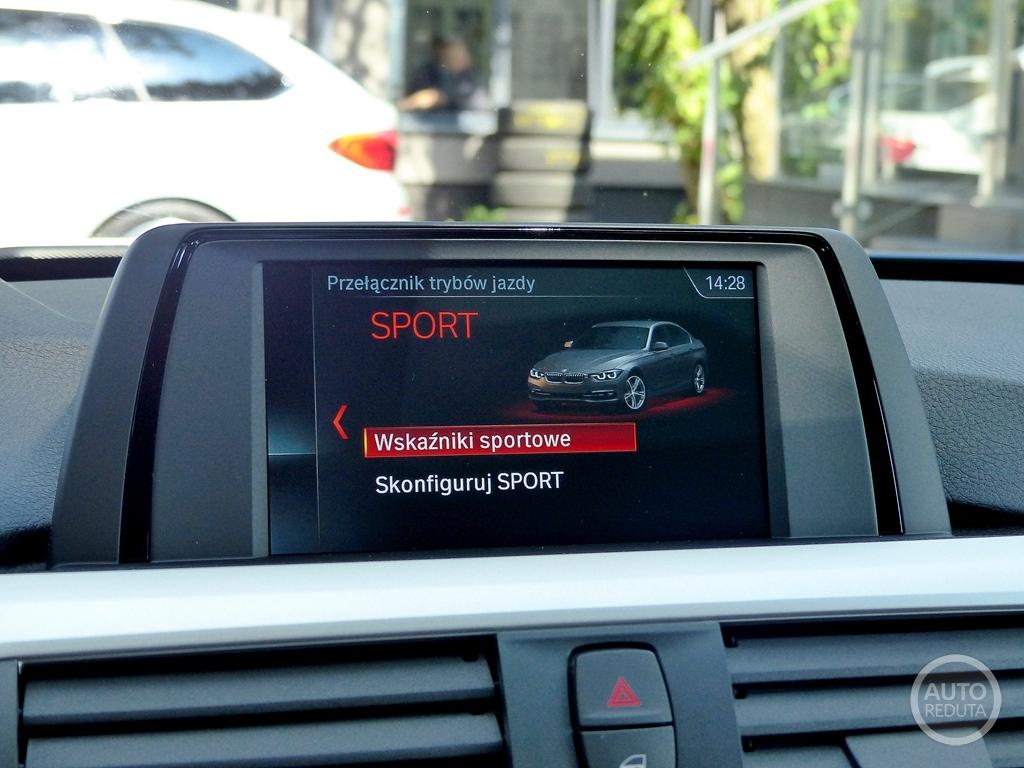 Przełącznik trybów jazdy
14:28
SPORT
Wskaźniki sportowe
Skonfiguruj SPORT
AUTO
REDUTA